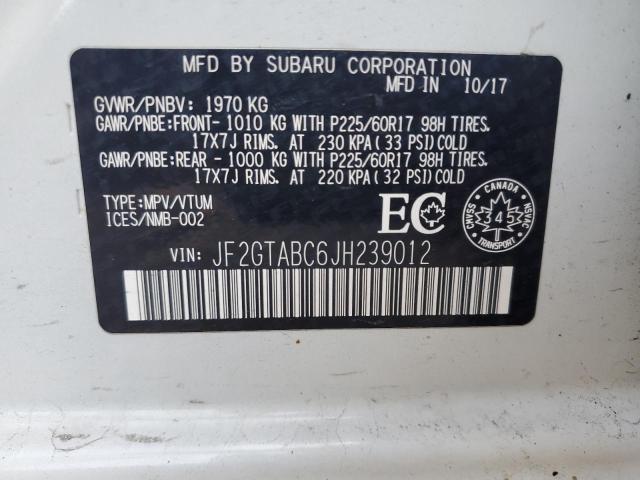 MFD BY SUBARU CORPORATION
MFD IN 10/17
GVWR/PNBV: 1970 KG
GAWR/PNBE:FRONT- 1010 KG WITH P225/60R17 98H TIRES.
17X7J RIMS. AT 230 KPA (33 PSI)COLD
GAWR/PNBE:REAR - 1000 KG WITH P225/60R17 98H TIRES.
17X7J RIMS. AT 220 KPA (32 PSI)COLD
TYPE:MPV/VTUM
ICES/NMB-002
EC
CANADA
CMVSS
345
NSVAC
TRANSPORT
VIN: JF2GTABC6JH239012